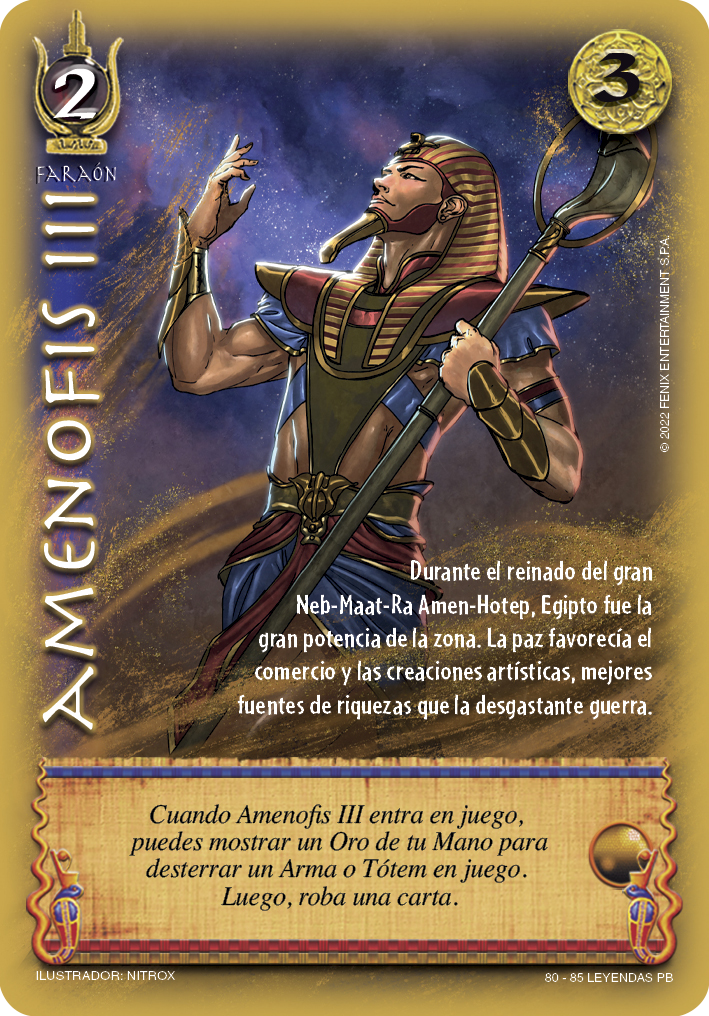 2
3
FARAÓN
AMENOFIS III
© 2022 FENIX ENTERTAINMENT S.P.A.
Durante el reinado del gran
Neb-Maat-Ra Amen-Hotep, Egipto fue la
gran potencia de la zona. La paz favorecía el
comercio y las creaciones artísticas, mejores
fuentes de riquezas que la desgastante guerra.
Cuando Amenofis III entra en juego,
puedes mostrar un Oro de tu Mano para
desterrar un Arma o Tótem en juego.
Luego, roba una carta.
ILUSTRADOR: NITROX
80 - 85 LEYENDAS PB